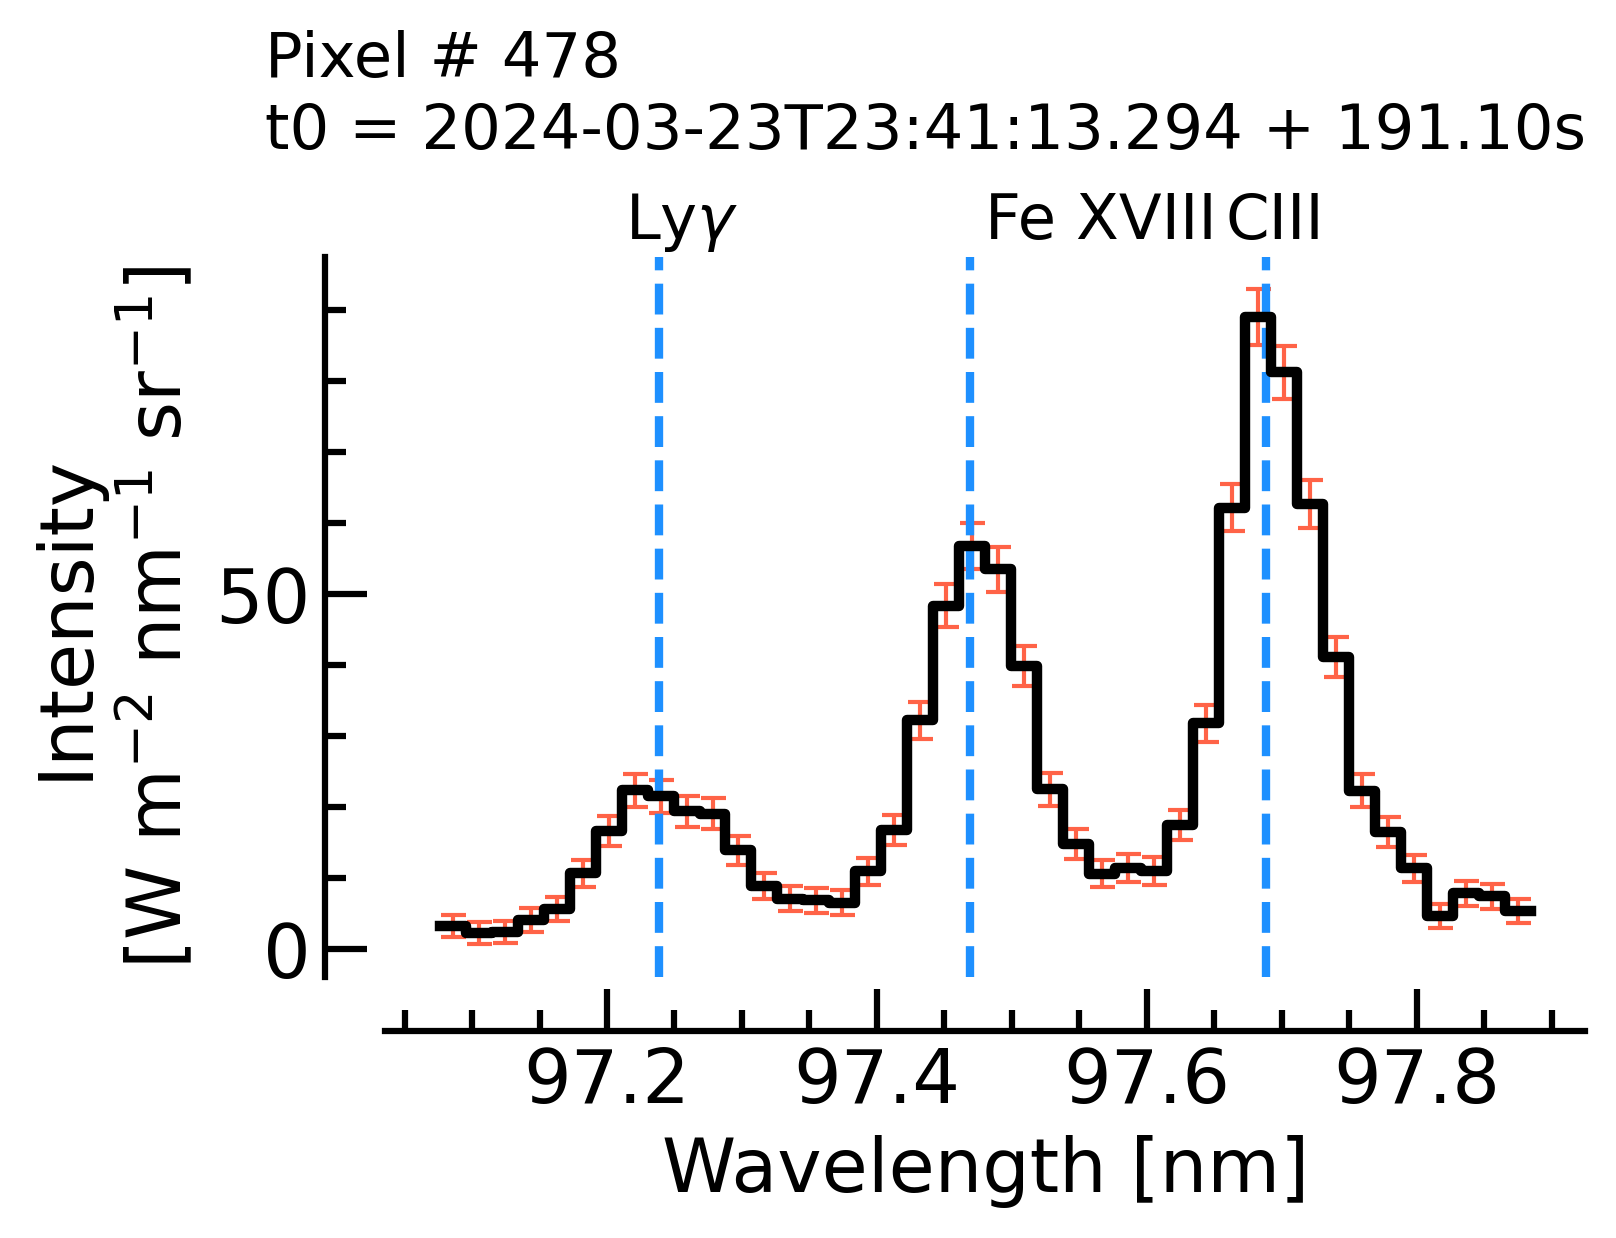 Pixel # 478
t0 = 2024-03-23T23:41:13.294 + 191.10s
Lyγ Fe XVIII CIII
Intensity
[W m⁻² nm⁻¹ sr⁻¹]
50
0
97.2 97.4 97.6 97.8
Wavelength [nm]